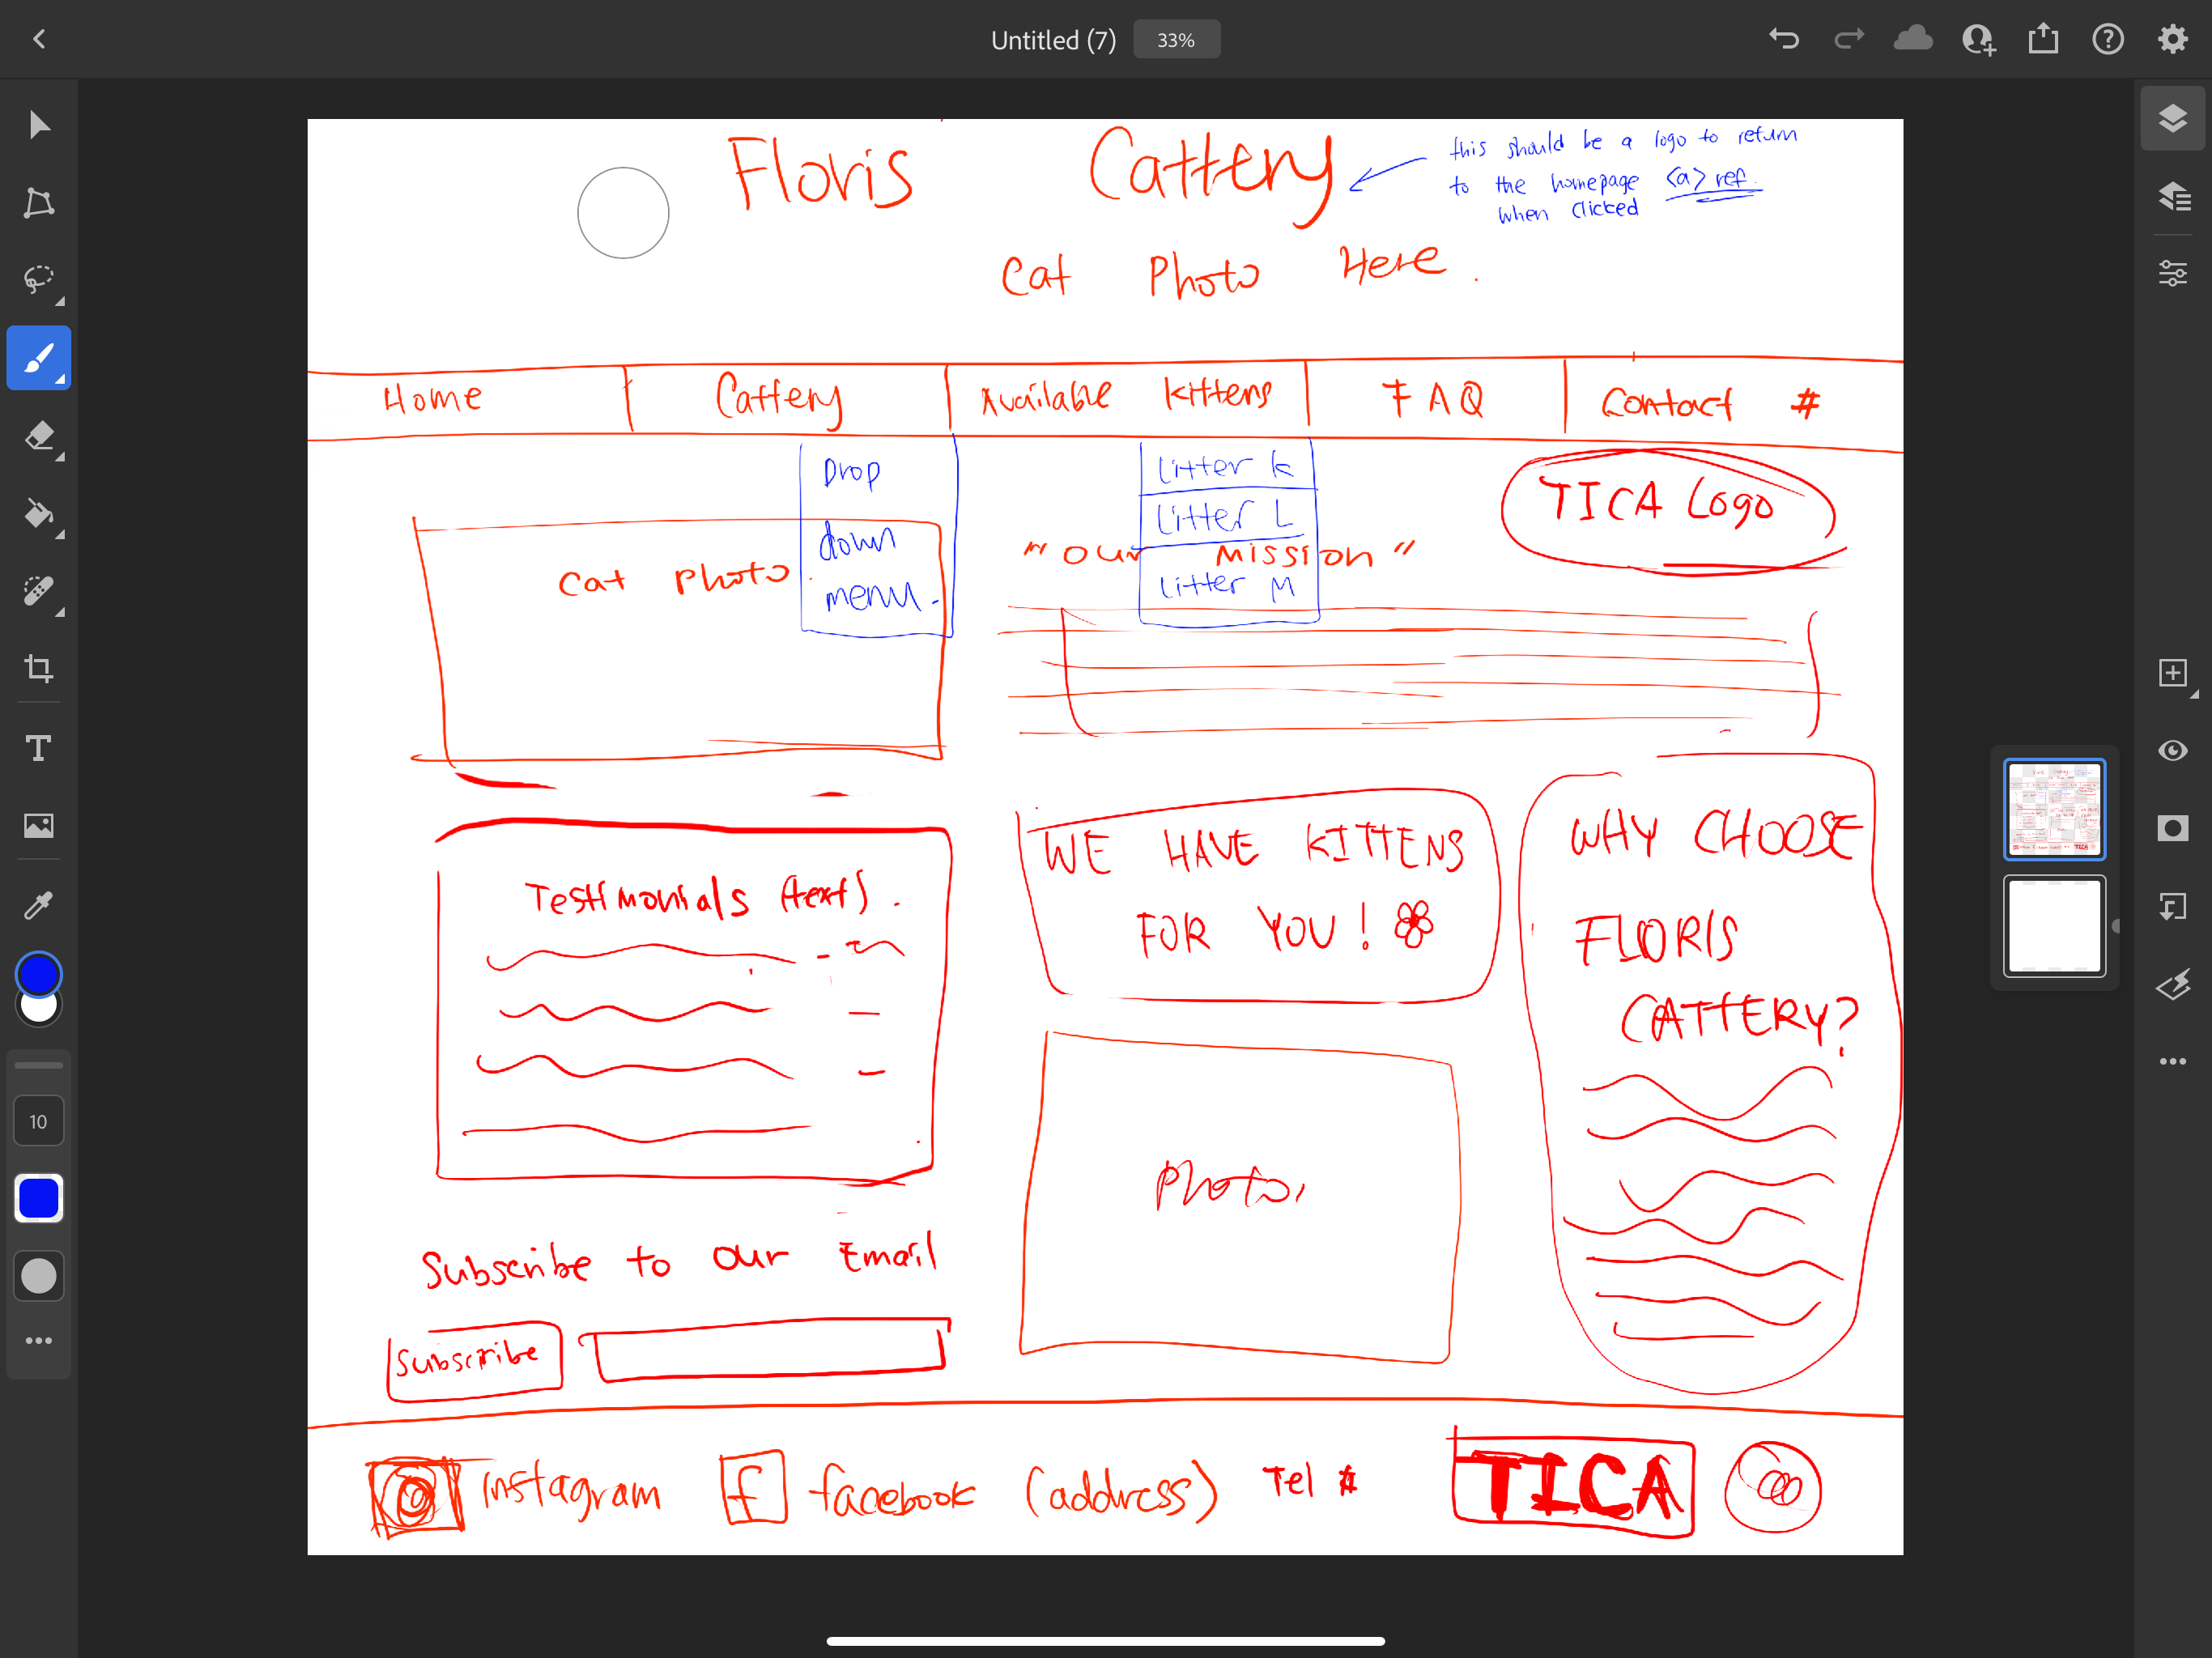 Untitled (7) 33%
Floris Cattery
this should be a logo to return
to the homepage <a> ref.
when clicked
Cat Photo Here.
Home Cattery Available kittens FAQ Contact #
Drop
down
menu.
Litter K
Litter L
Litter M
TICA Logo
Cat photo.
"Our Mission"
Testimonials (text).
WE HAVE KITTENS
FOR YOU!
WHY CHOOSE
FLORIS
CATTERY?
Photo.
Subscribe to our Email
Subscribe
Instagram f facebook (address) Tel # TICA
10